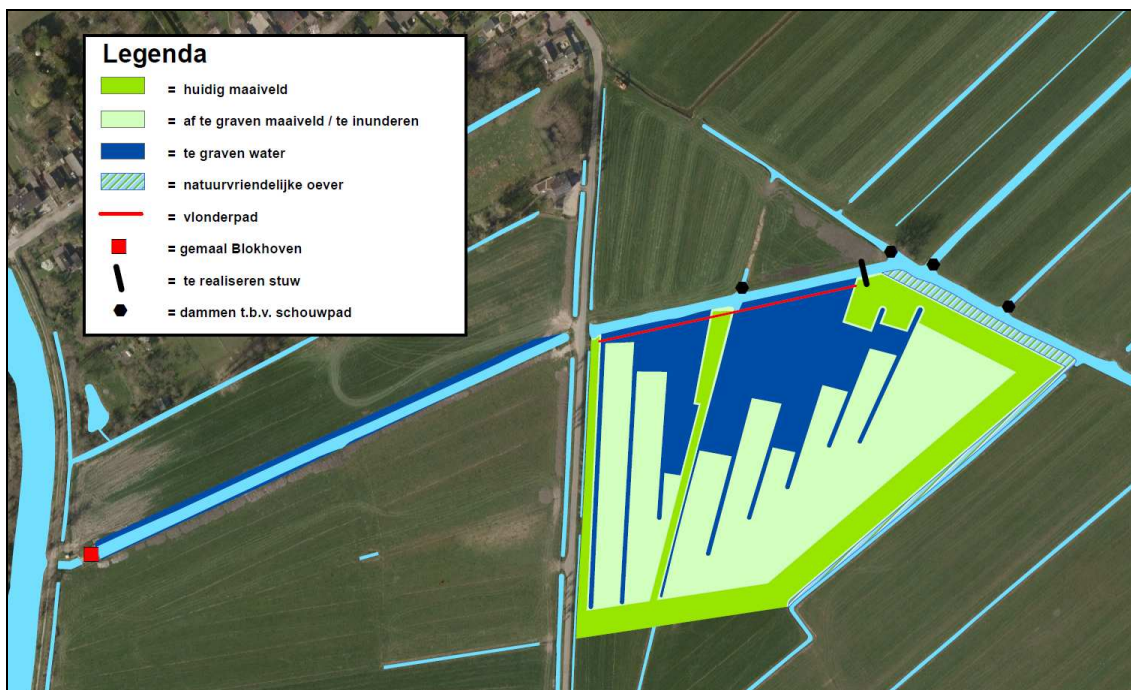 Legenda
= huidig maaiveld
= af te graven maaiveld / te inunderen
= te graven water
= natuurvriendelijke oever
= vlonderpad
= gemaal Blokhoven
= te realiseren stuw
= dammen t.b.v. schouwpad